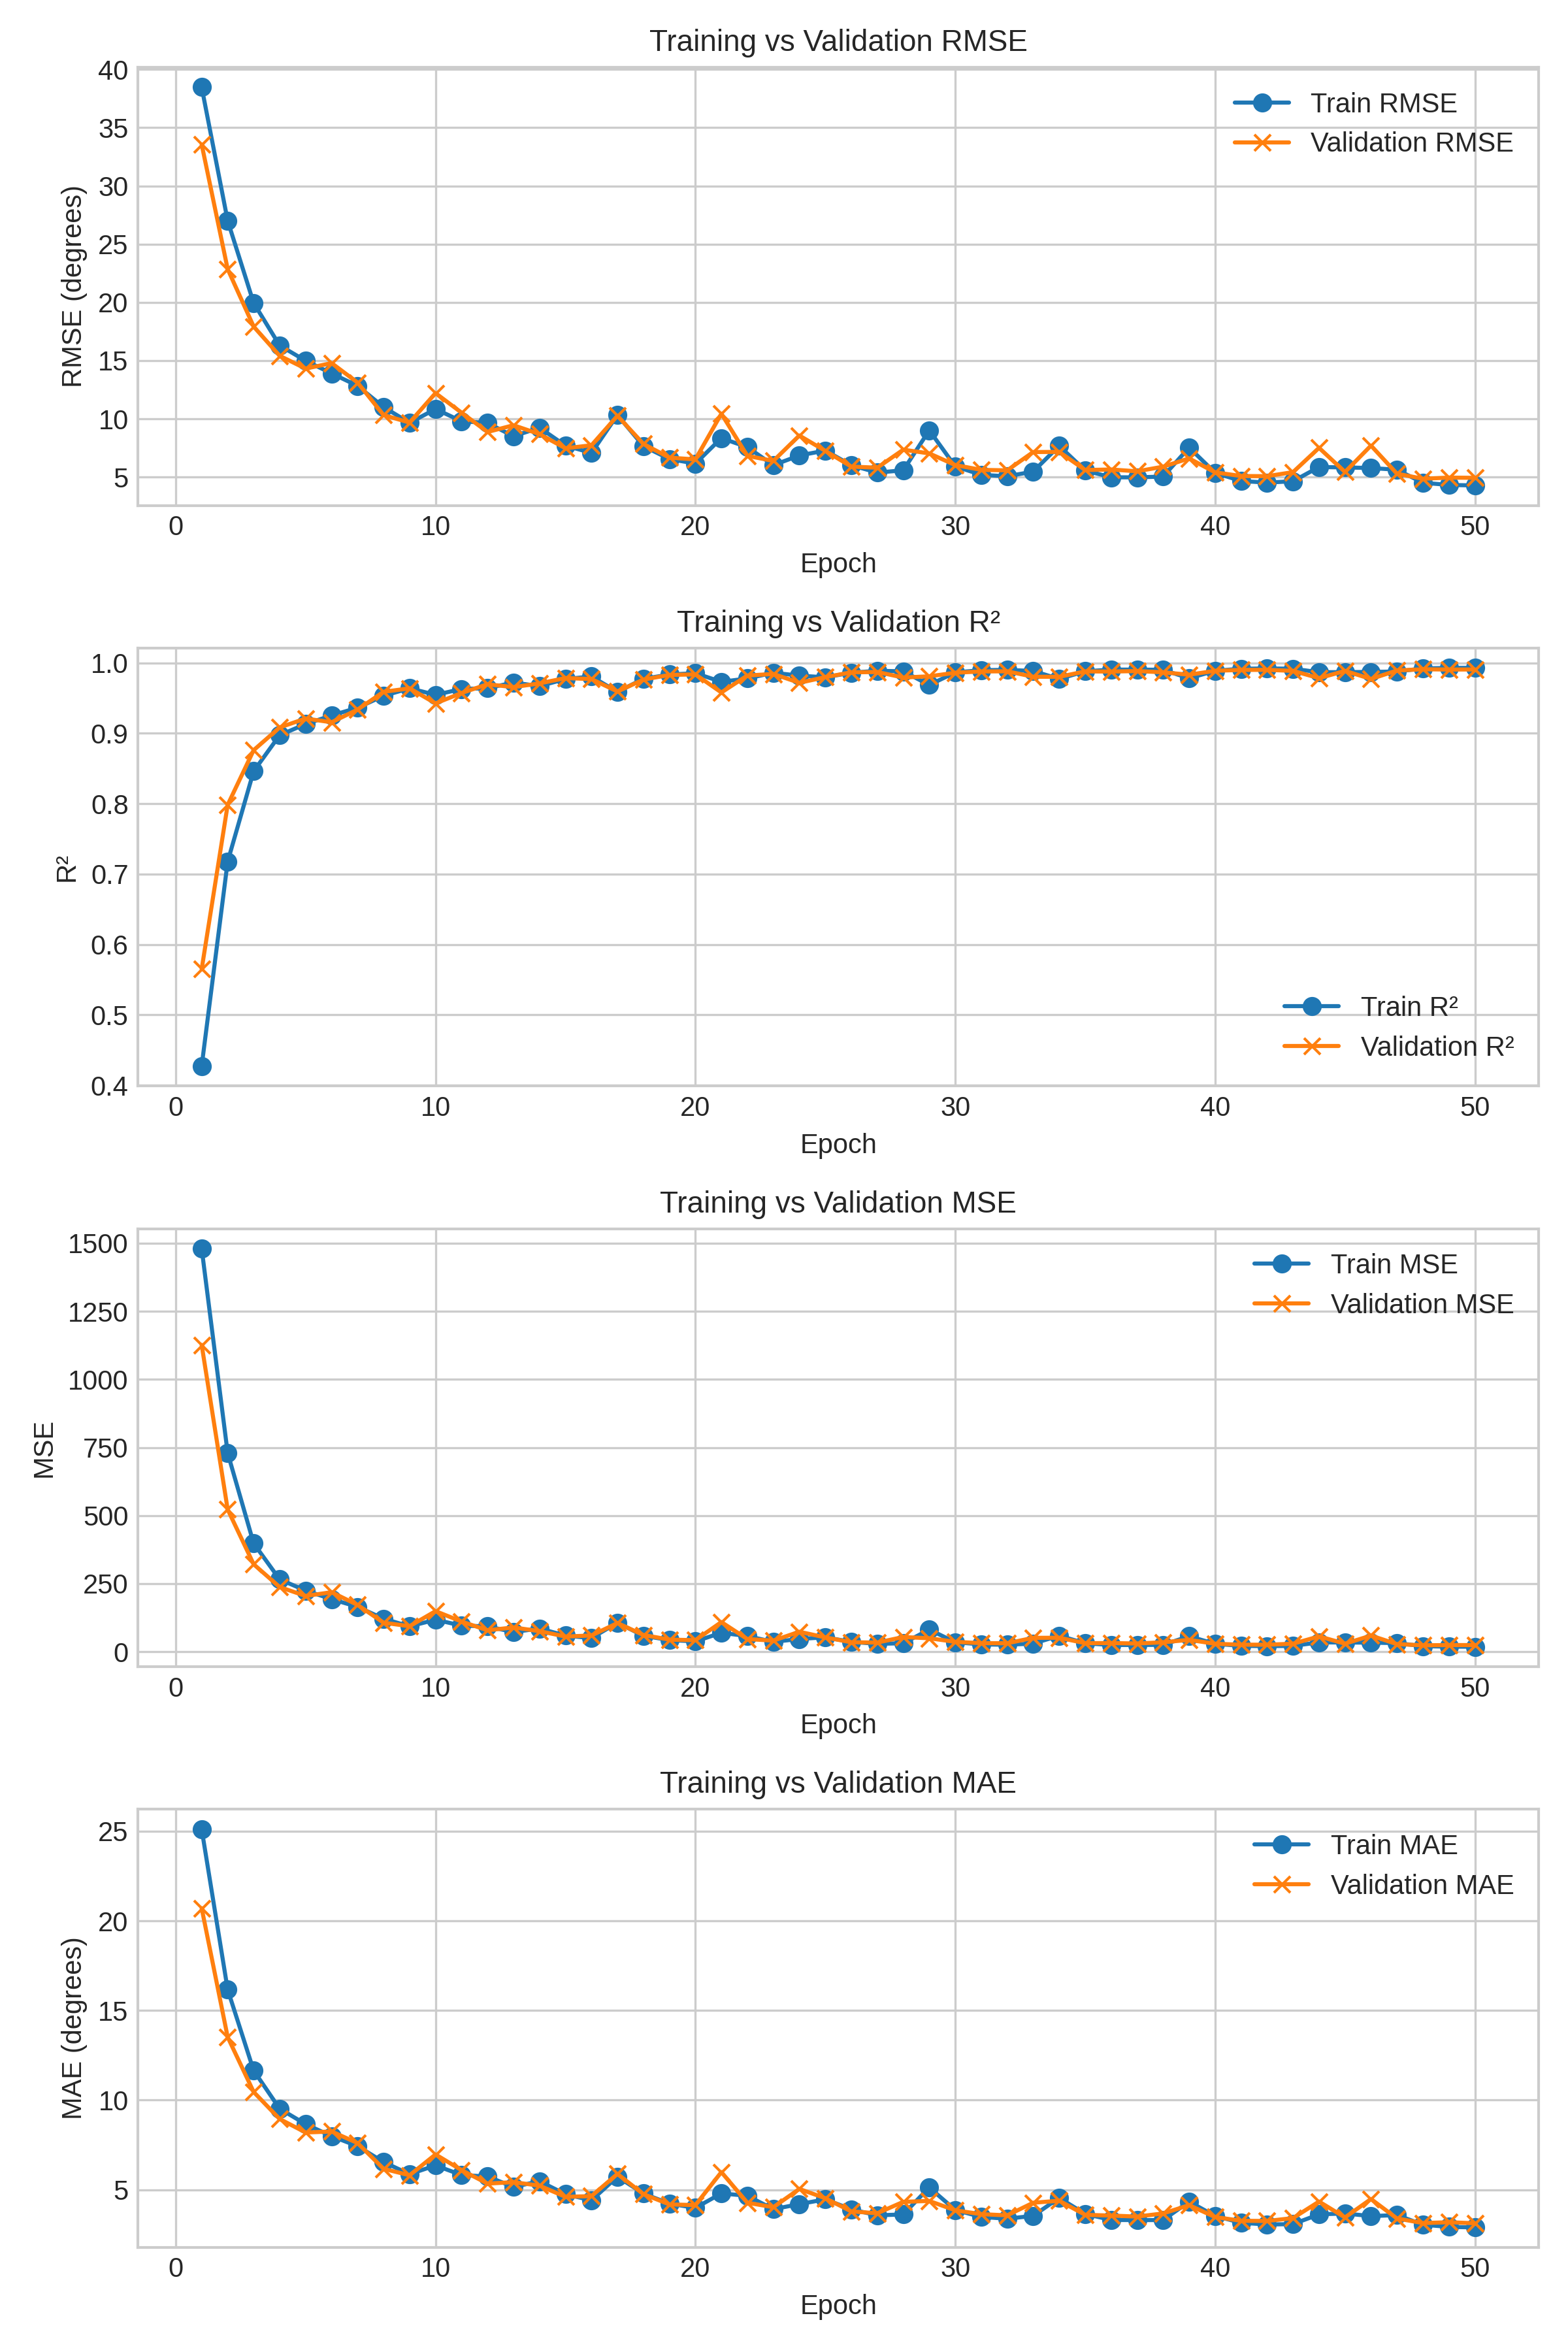 Training vs Validation RMSE
40
35
30
25
20
15
10
5
RMSE (degrees)
Train RMSE
Validation RMSE
0 10 20 30 40 50
Epoch
Training vs Validation R²
1.0
0.9
0.8
0.7
0.6
0.5
0.4
R²
Train R²
Validation R²
0 10 20 30 40 50
Epoch
Training vs Validation MSE
1500
1250
1000
750
500
250
0
MSE
Train MSE
Validation MSE
0 10 20 30 40 50
Epoch
Training vs Validation MAE
25
20
15
10
5
MAE (degrees)
Train MAE
Validation MAE
0 10 20 30 40 50
Epoch